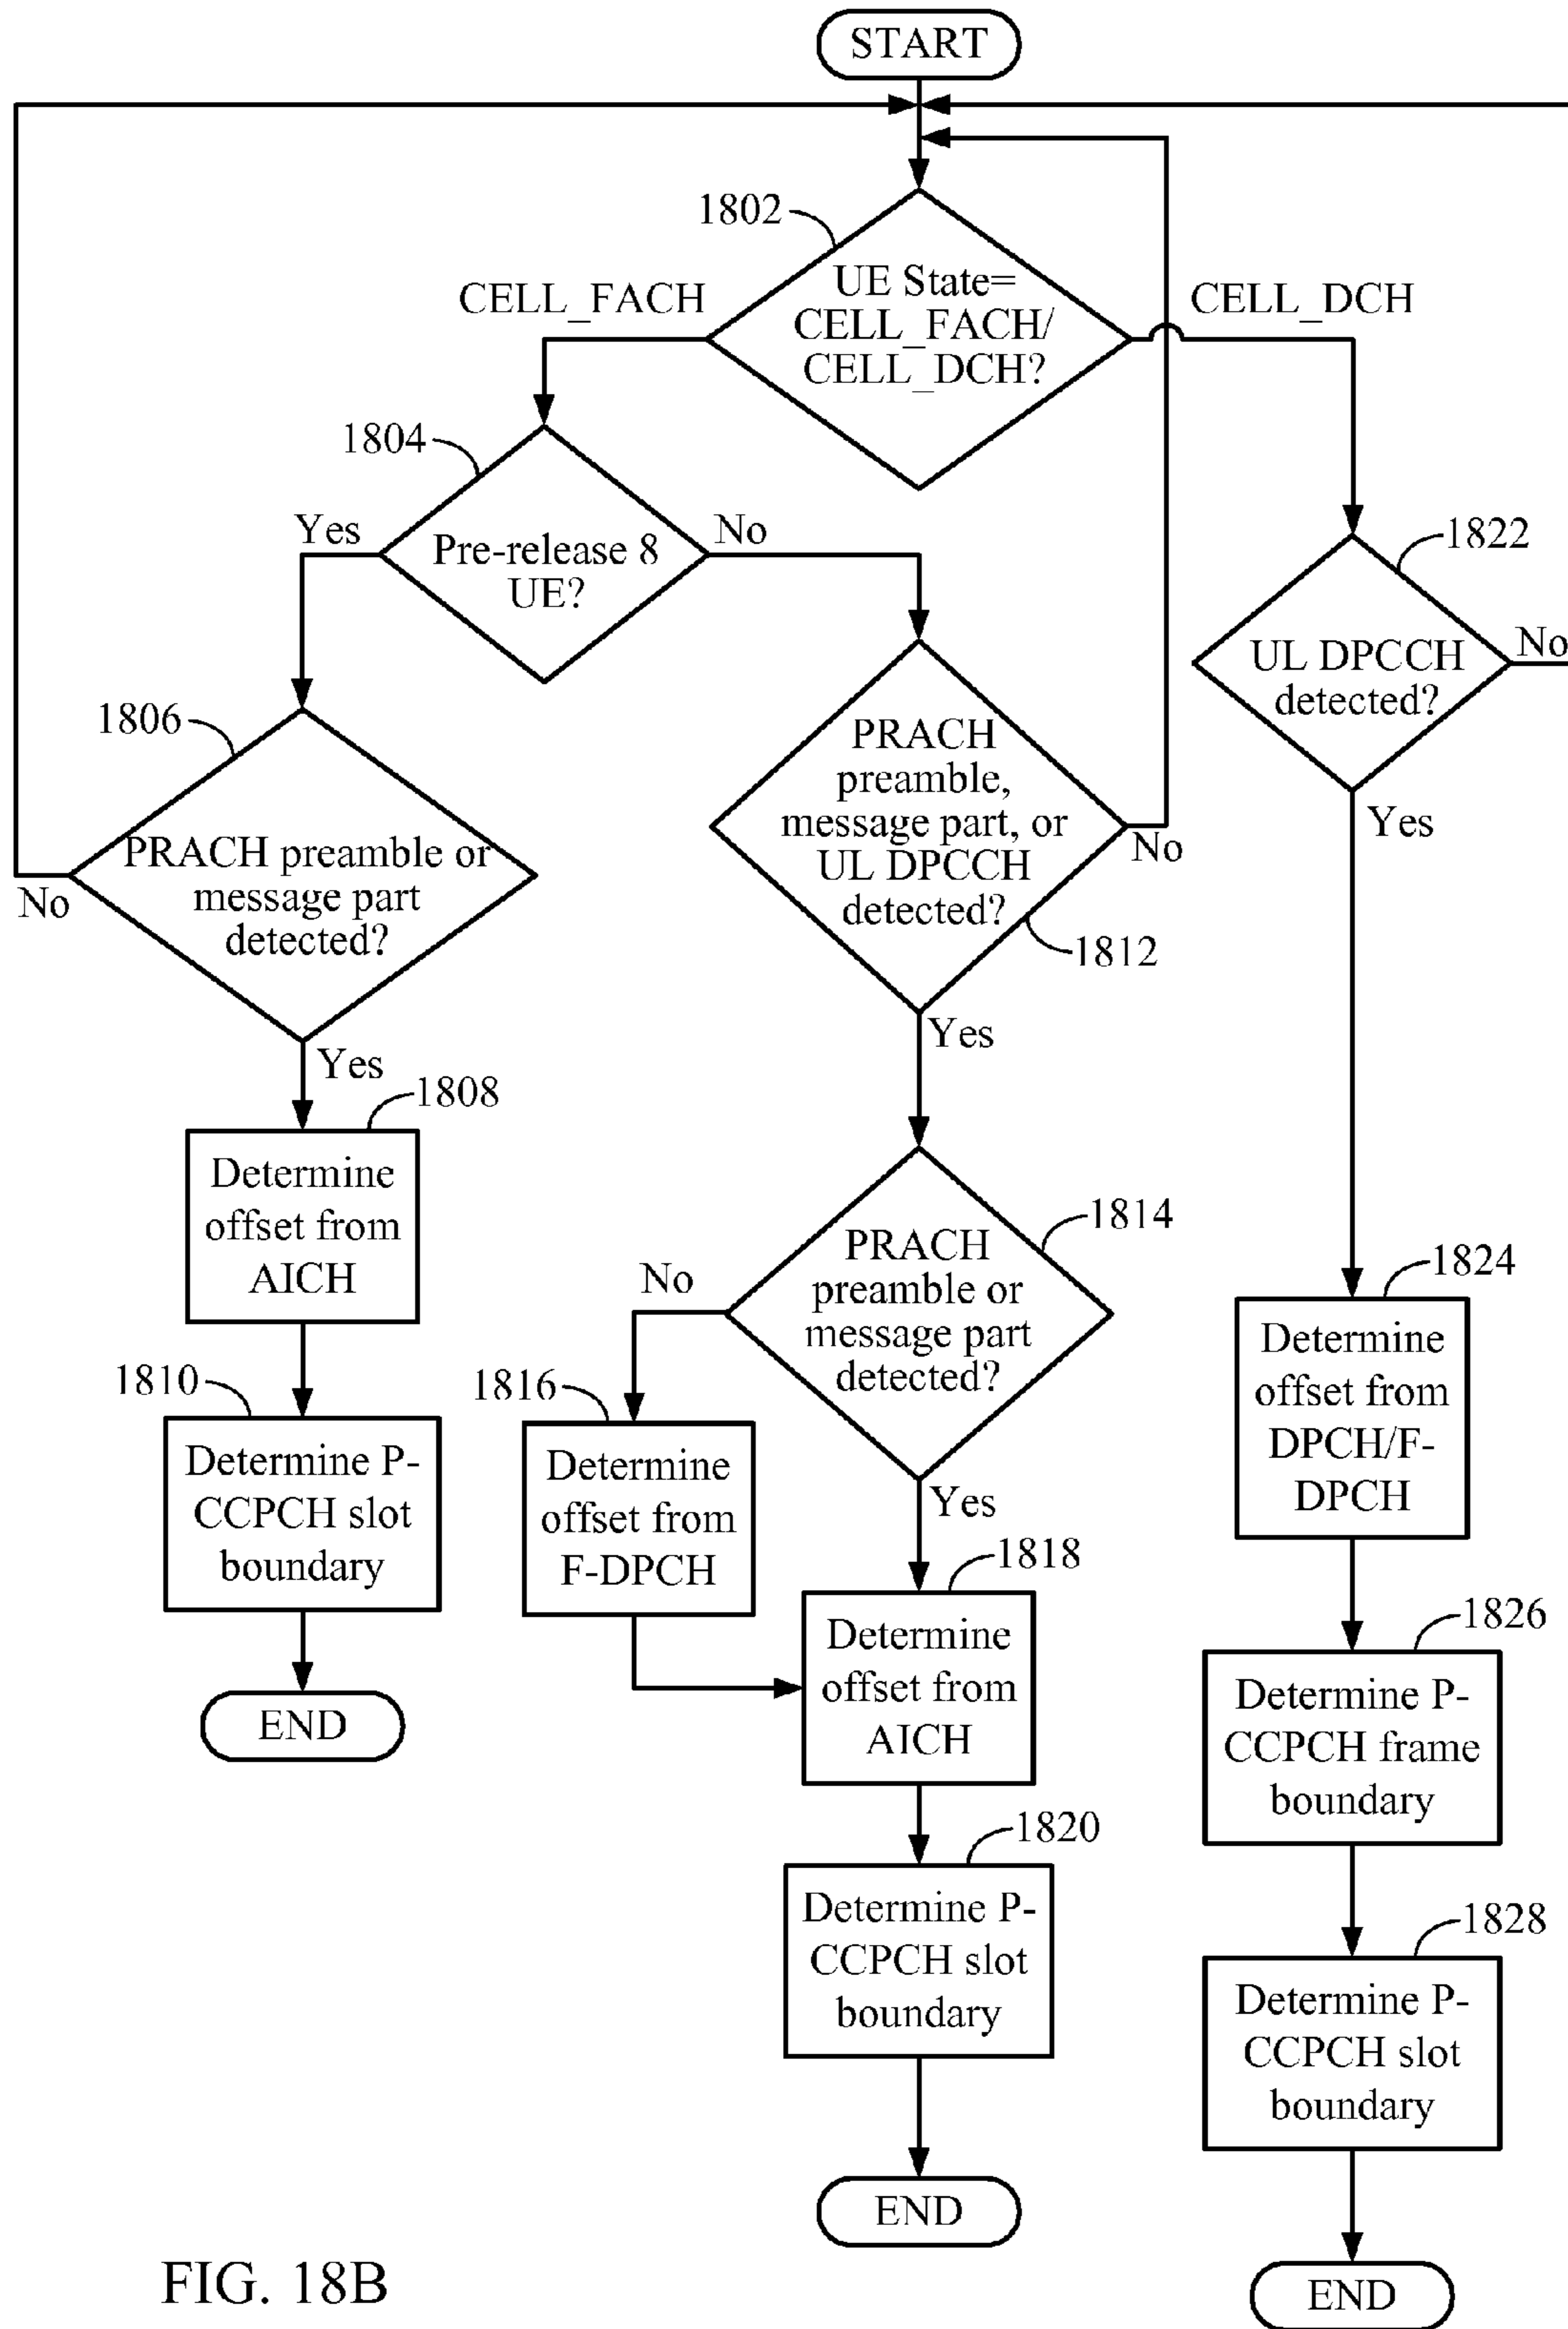 START
1802
UE State=
CELL_FACH/
CELL_DCH?
CELL_FACH
CELL_DCH
1804
Pre-release 8
UE?
Yes
No
1822
UL DPCCH
detected?
No
Yes
1806
PRACH preamble or
message part
detected?
No
Yes
PRACH
preamble,
message part, or
UL DPCCH
detected?
No
1812
Yes
1808
Determine
offset from
AICH
1814
PRACH
preamble or
message part
detected?
No
Yes
1824
Determine
offset from
DPCH/F-
DPCH
1810
Determine P-
CCPCH slot
boundary
END
1816
Determine
offset from
F-DPCH
1818
Determine
offset from
AICH
1826
Determine P-
CCPCH frame
boundary
1820
Determine P-
CCPCH slot
boundary
END
1828
Determine P-
CCPCH slot
boundary
END
FIG. 18B